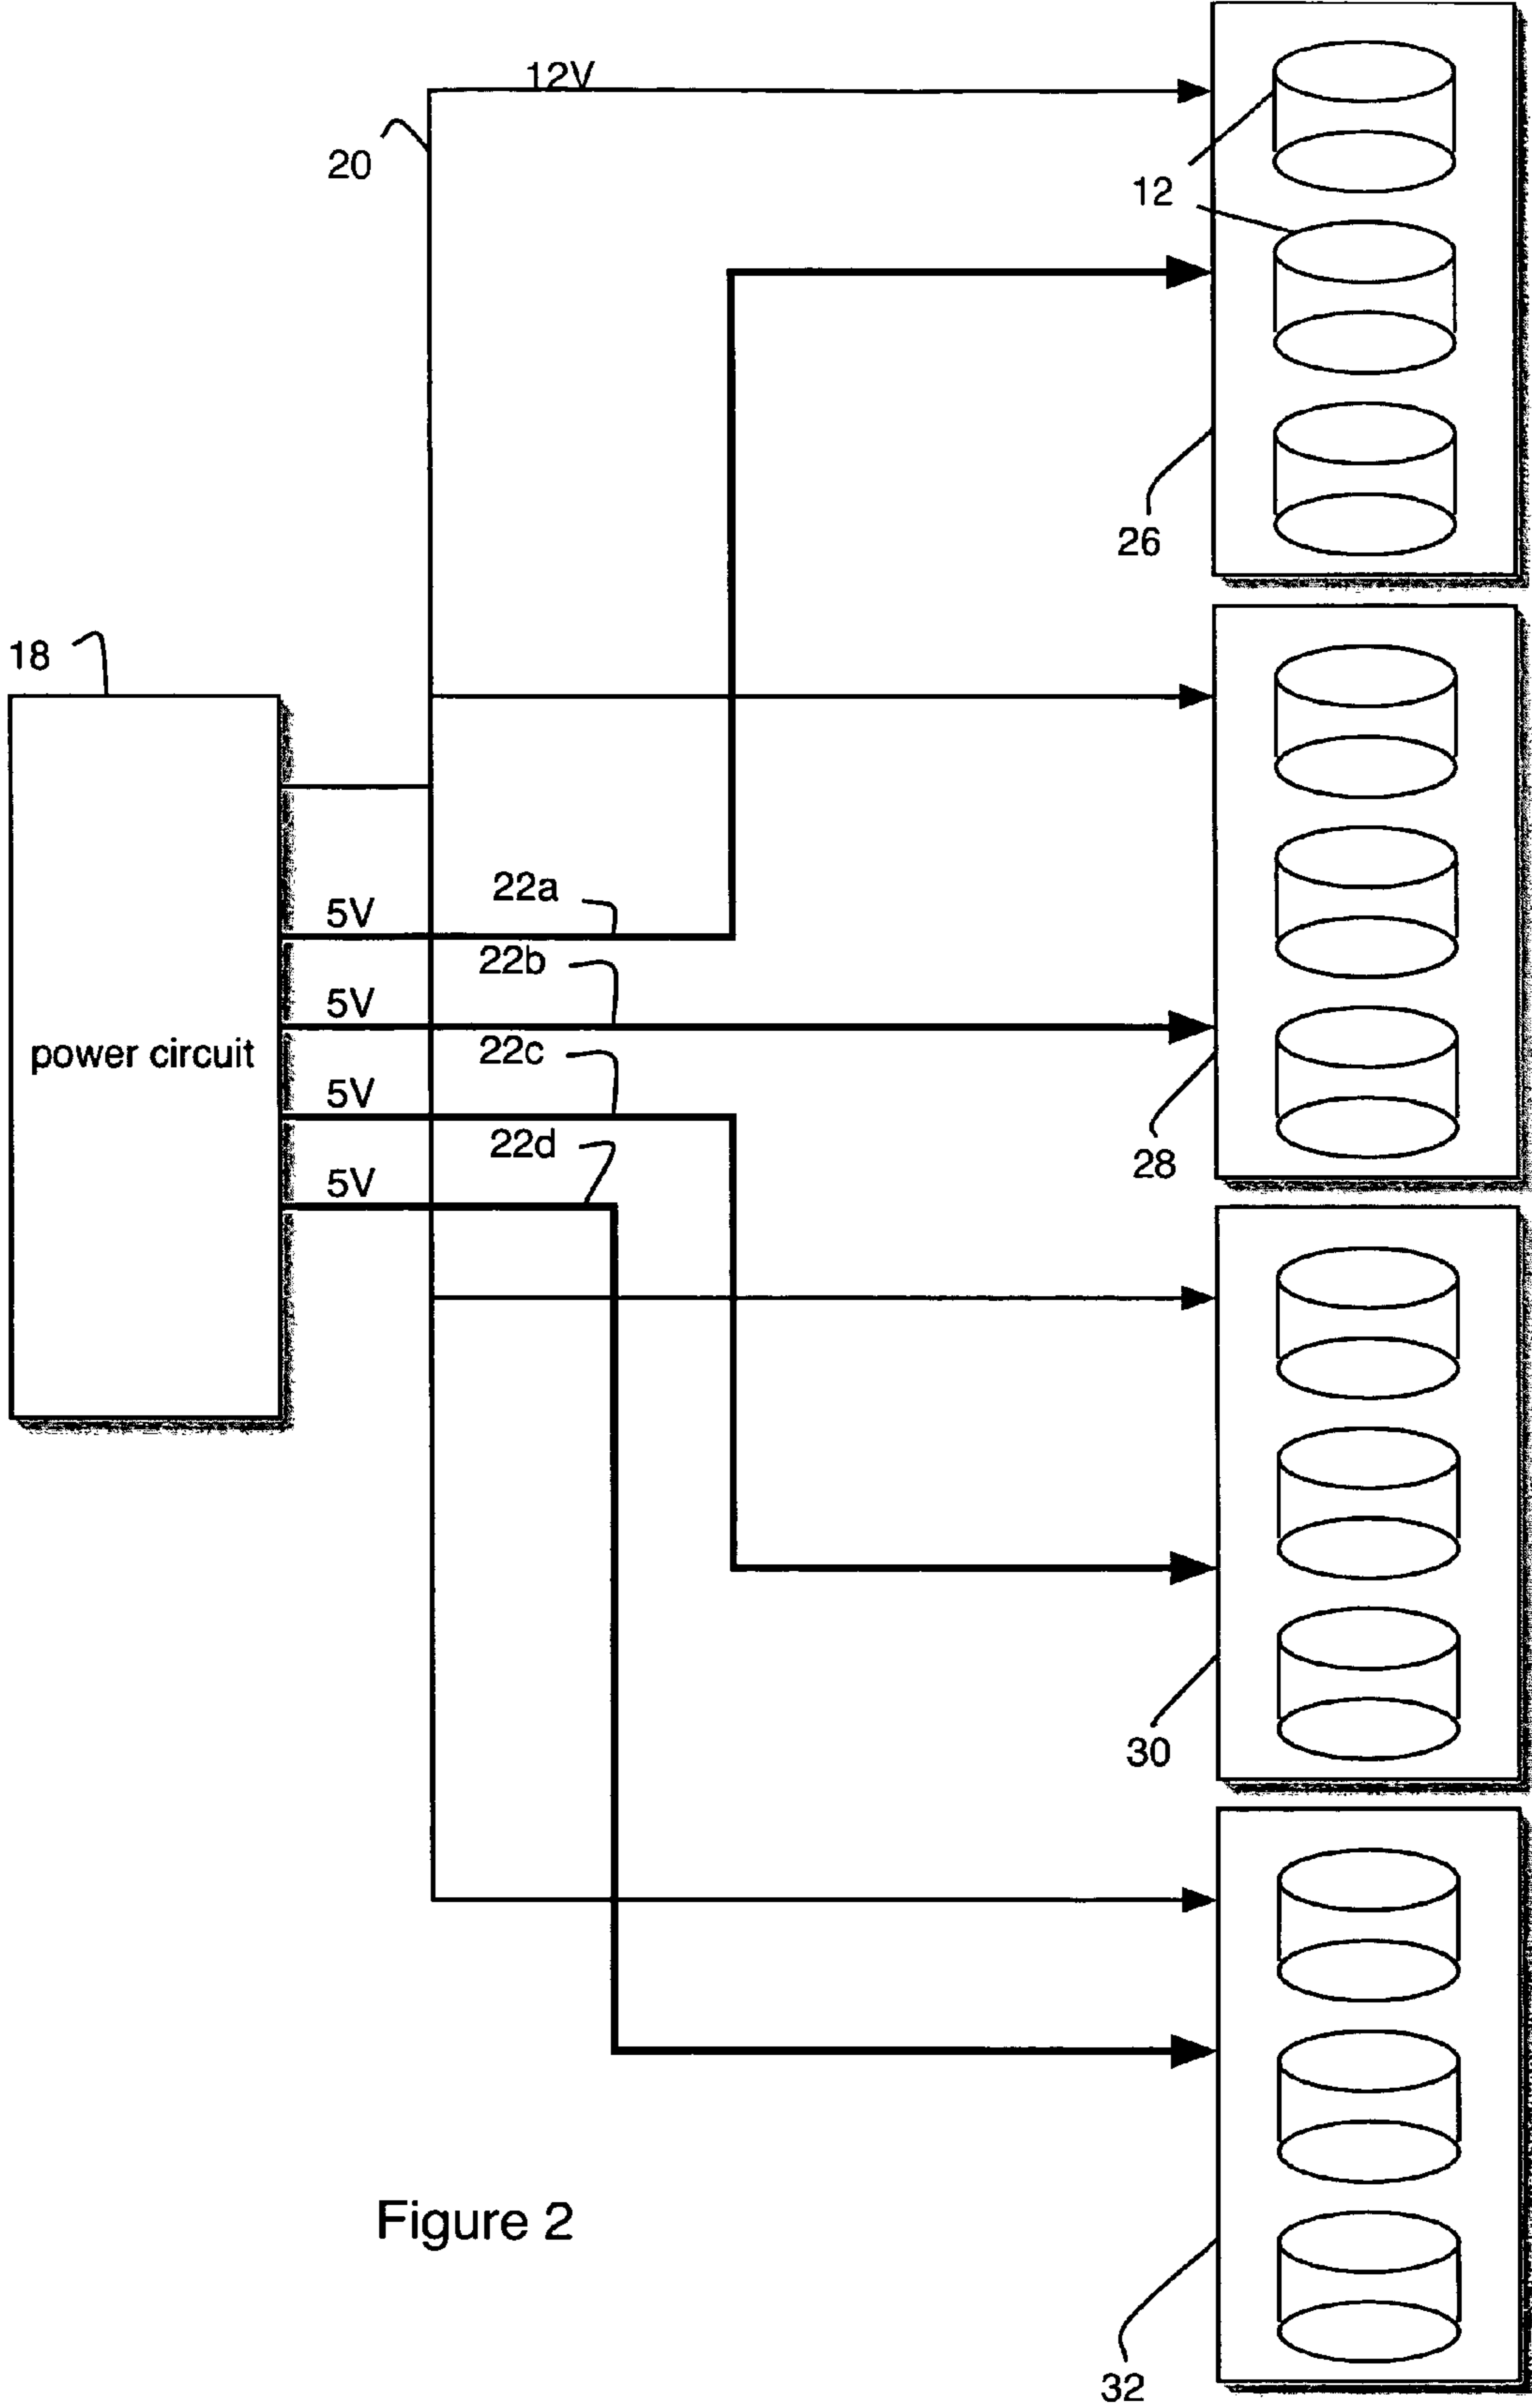 12V
20
12
26
18
5V
22a
22b
5V
22c
power circuit
5V
22d
5V
28
30
Figure 2
32